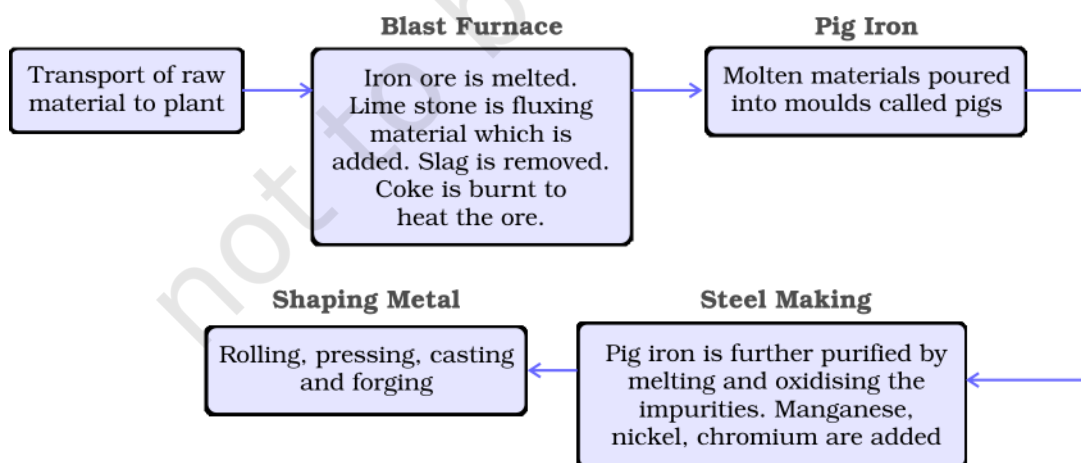 Blast Furnace
Pig Iron
Transport of raw
material to plant
Iron ore is melted.
Lime stone is fluxing
material which is
added. Slag is removed.
Coke is burnt to
heat the ore.
Molten materials poured
into moulds called pigs
Shaping Metal
Steel Making
Rolling, pressing, casting
and forging
Pig iron is further purified by
melting and oxidising the
impurities. Manganese,
nickel, chromium are added
not to b